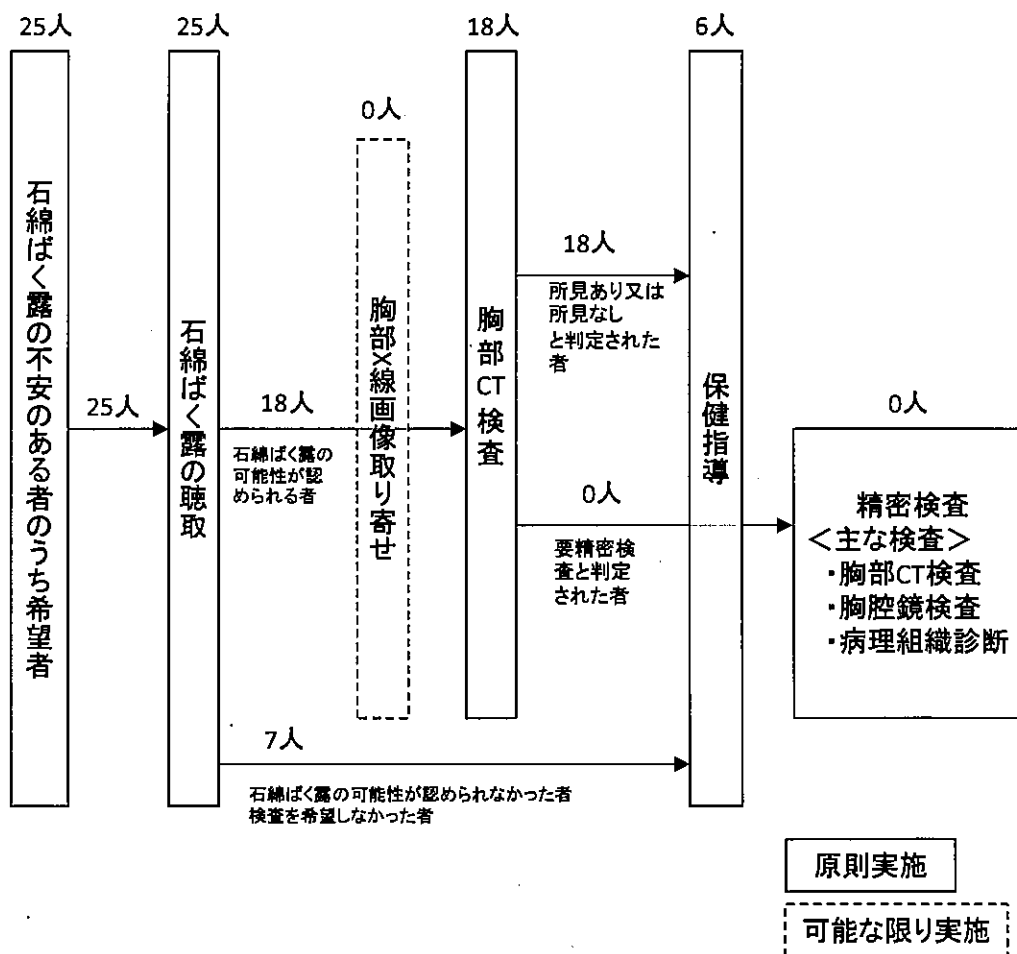 25人
25人
18人
6人
0人
石綿ばく露の不安のある者のうち希望者
25人
石綿ばく露の聴取
18人
石綿ばく露の
可能性が認
められる者
胸部X線画像取り寄せ
胸部CT検査
18人
所見あり又は
所見なし
と判定された
者
0人
要精密検
査と判定
された者
保健指導
0人
精密検査
＜主な検査＞
・胸部CT検査
・胸腔鏡検査
・病理組織診断
7人
石綿ばく露の可能性が認められなかった者
検査を希望しなかった者
原則実施
可能な限り実施